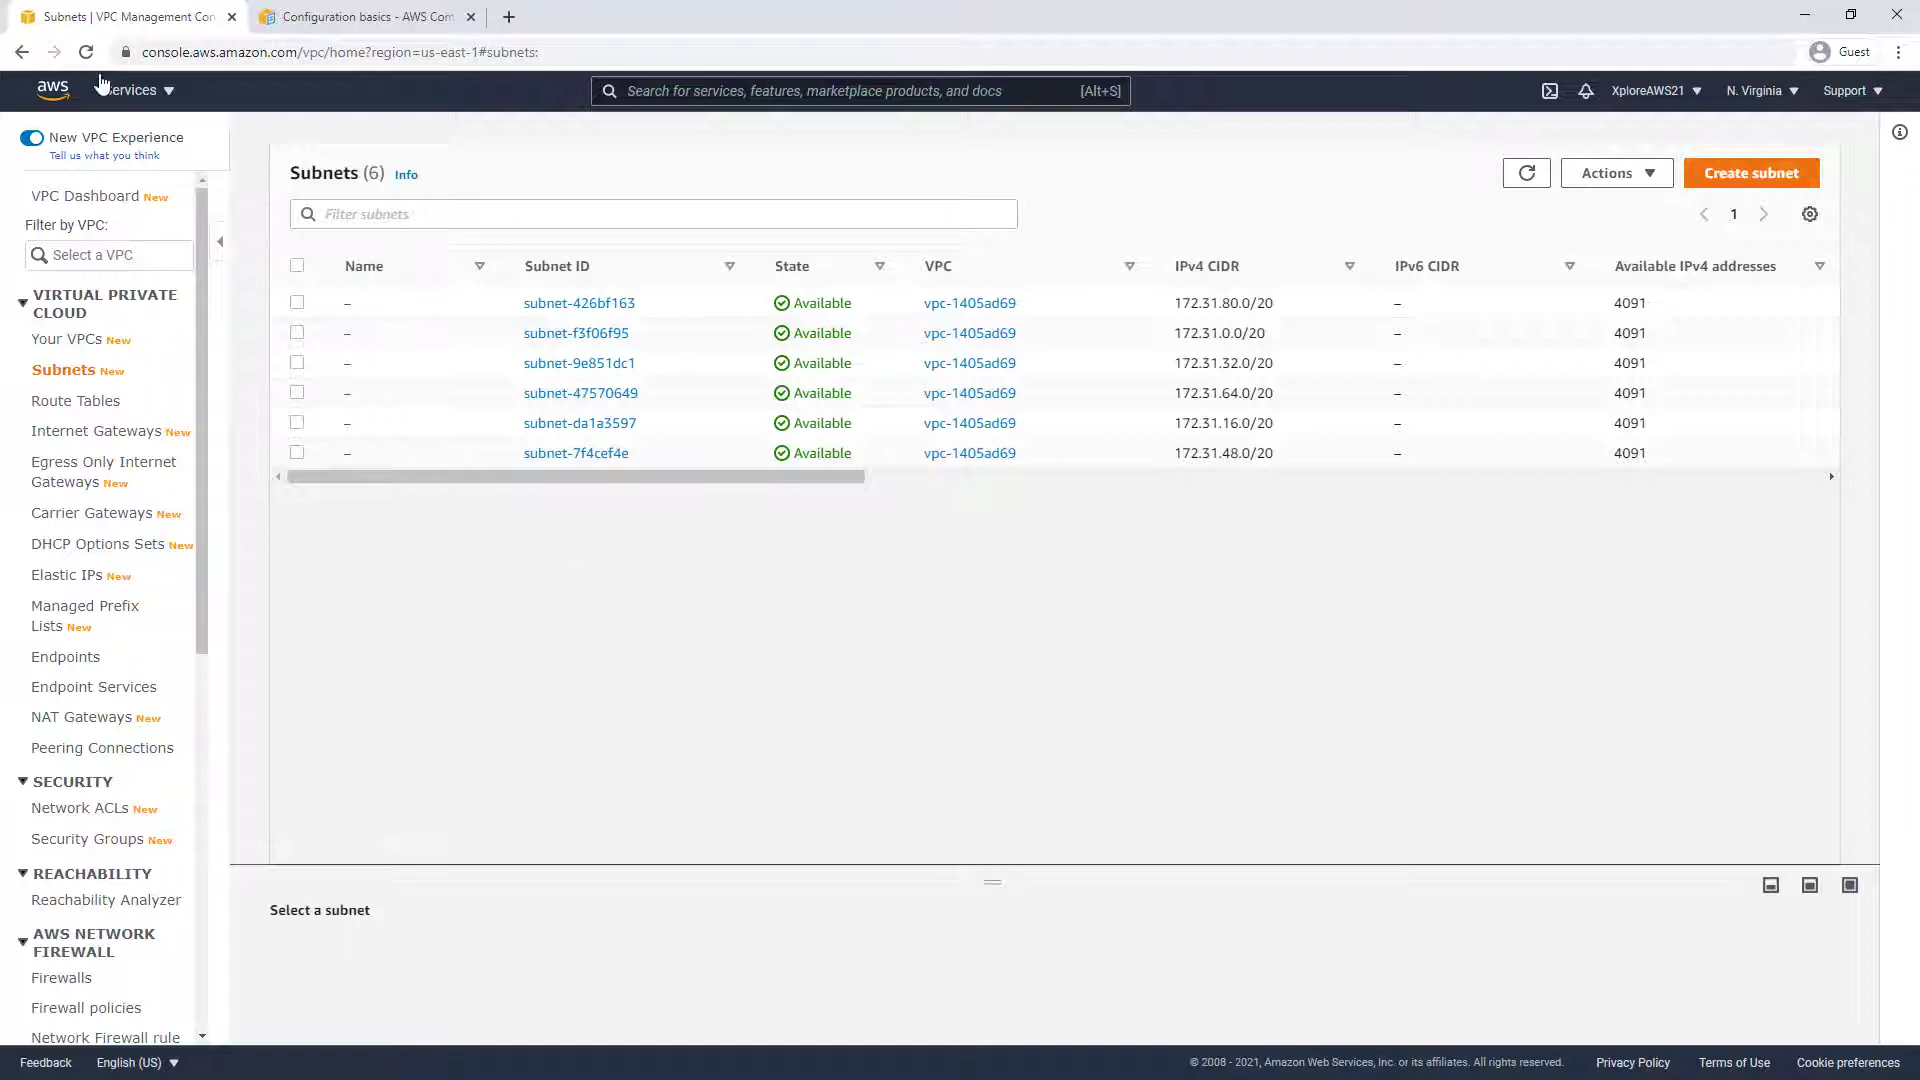 Subnets | VPC Management Con
Configuration basics - AWS Com
console.aws.amazon.com/vpc/home?region=us-east-1#subnets:
Guest
aws
Services
Search for services, features, marketplace products, and docs
[Alt+S]
XploreAWS21
N. Virginia
Support
New VPC Experience
Tell us what you think
VPC Dashboard New
Filter by VPC:
Select a VPC
VIRTUAL PRIVATE
CLOUD
Your VPCs New
Subnets New
Route Tables
Internet Gateways New
Egress Only Internet
Gateways New
Carrier Gateways New
DHCP Options Sets New
Elastic IPs New
Managed Prefix
Lists New
Endpoints
Endpoint Services
NAT Gateways New
Peering Connections
SECURITY
Network ACLs New
Security Groups New
REACHABILITY
Reachability Analyzer
AWS NETWORK
FIREWALL
Firewalls
Firewall policies
Network Firewall rule
Subnets (6) Info
Actions
Create subnet
Filter subnets
1
Name Subnet ID State VPC IPv4 CIDR IPv6 CIDR Available IPv4 addresses
– subnet-426bf163 Available vpc-1405ad69 172.31.80.0/20 – 4091
– subnet-f3f06f95 Available vpc-1405ad69 172.31.0.0/20 – 4091
– subnet-9e851dc1 Available vpc-1405ad69 172.31.32.0/20 – 4091
– subnet-47570649 Available vpc-1405ad69 172.31.64.0/20 – 4091
– subnet-da1a3597 Available vpc-1405ad69 172.31.16.0/20 – 4091
– subnet-7f4cef4e Available vpc-1405ad69 172.31.48.0/20 – 4091
Select a subnet
Feedback
English (US)
© 2008 - 2021, Amazon Web Services, Inc. or its affiliates. All rights reserved.
Privacy Policy
Terms of Use
Cookie preferences